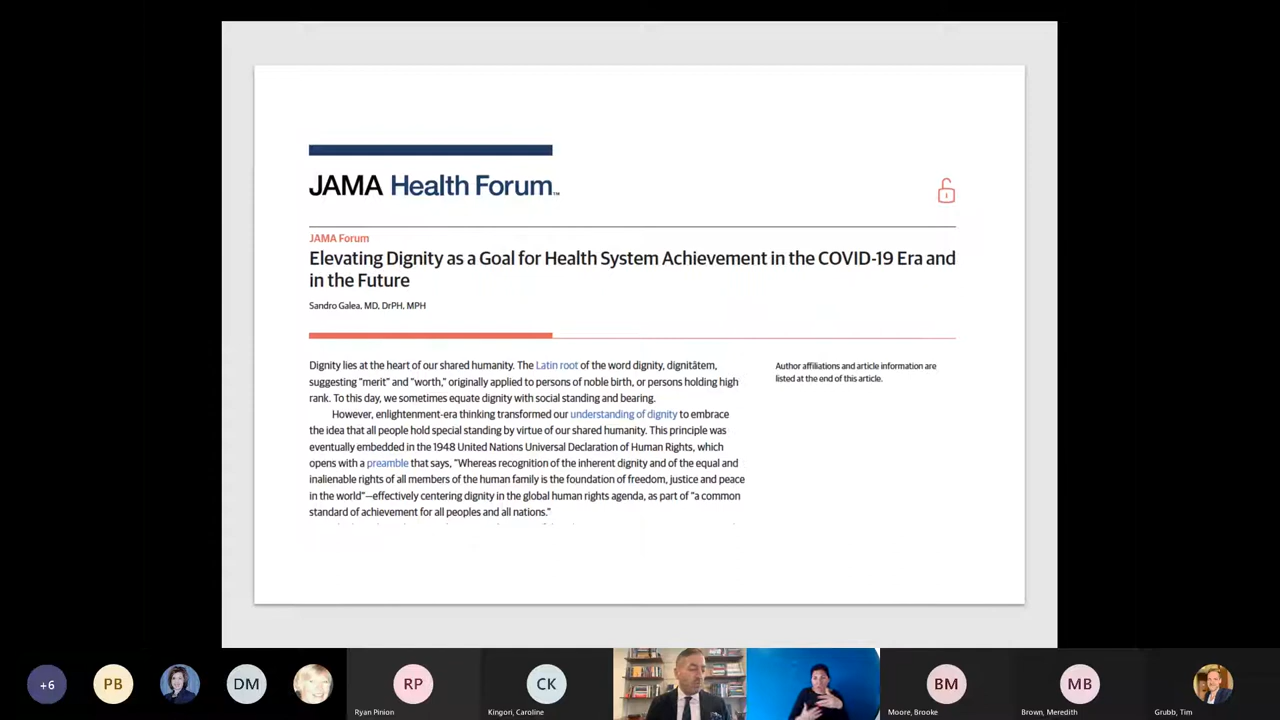 JAMA Health Forum™
JAMA Forum
Elevating Dignity as a Goal for Health System Achievement in the COVID-19 Era and
in the Future
Sandro Galea, MD, DrPH, MPH
Dignity lies at the heart of our shared humanity. The Latin root of the word dignity, dignitātem,
suggesting "merit" and "worth," originally applied to persons of noble birth, or persons holding high
rank. To this day, we sometimes equate dignity with social standing and bearing.
However, enlightenment-era thinking transformed our understanding of dignity to embrace
the idea that all people hold special standing by virtue of our shared humanity. This principle was
eventually embedded in the 1948 United Nations Universal Declaration of Human Rights, which
opens with a preamble that says, "Whereas recognition of the inherent dignity and of the equal and
inalienable rights of all members of the human family is the foundation of freedom, justice and peace
in the world"—effectively centering dignity in the global human rights agenda, as part of "a common
standard of achievement for all peoples and all nations."
Author affiliations and article information are
listed at the end of this article.
+6
PB
DM
RP
Ryan Pinion
CK
Kingori, Caroline
BM
Moore, Brooke
MB
Brown, Meredith
Grubb, Tim